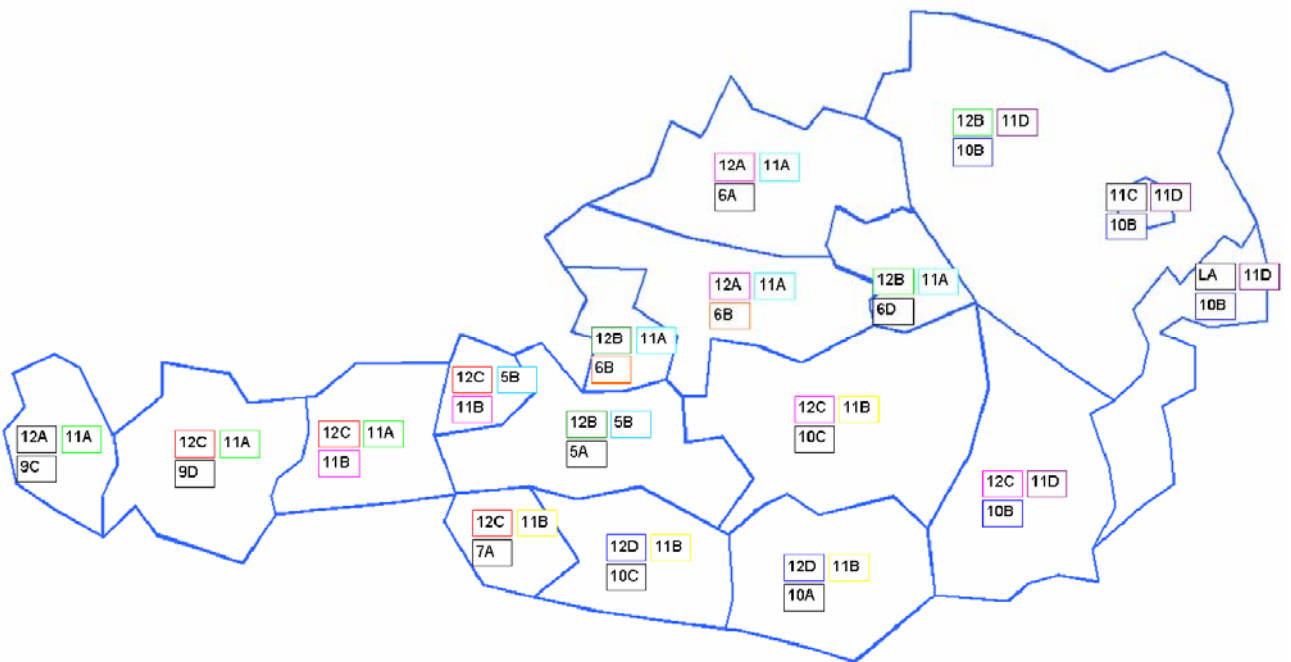 12B 11D
10B
12A 11A
6A
11C 11D
10B
LA 11D
10B
12A 11A
6B
12B 11A
6D
12B 11A
6B
12C 5B
11B
12B 5B
5A
12C 11B
10C
12A 11A
9C
12C 11A
9D
12C 11A
11B
12C 11D
10B
12C 11B
7A
12D 11B
10C
12D 11B
10A